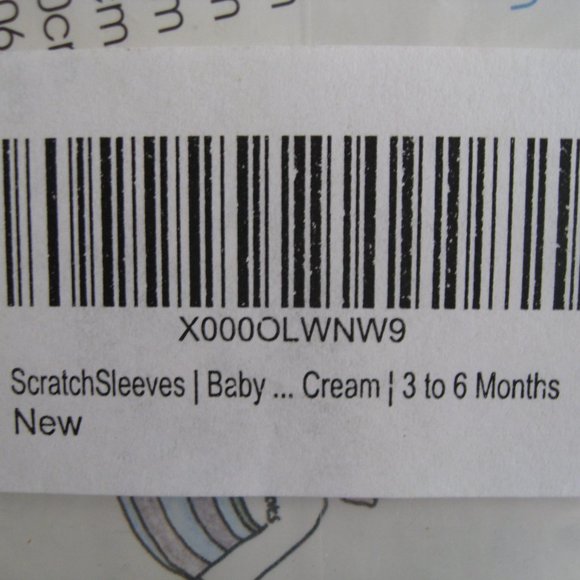 X000OLWNW9
ScratchSleeves | Baby ... Cream | 3 to 6 Months
New